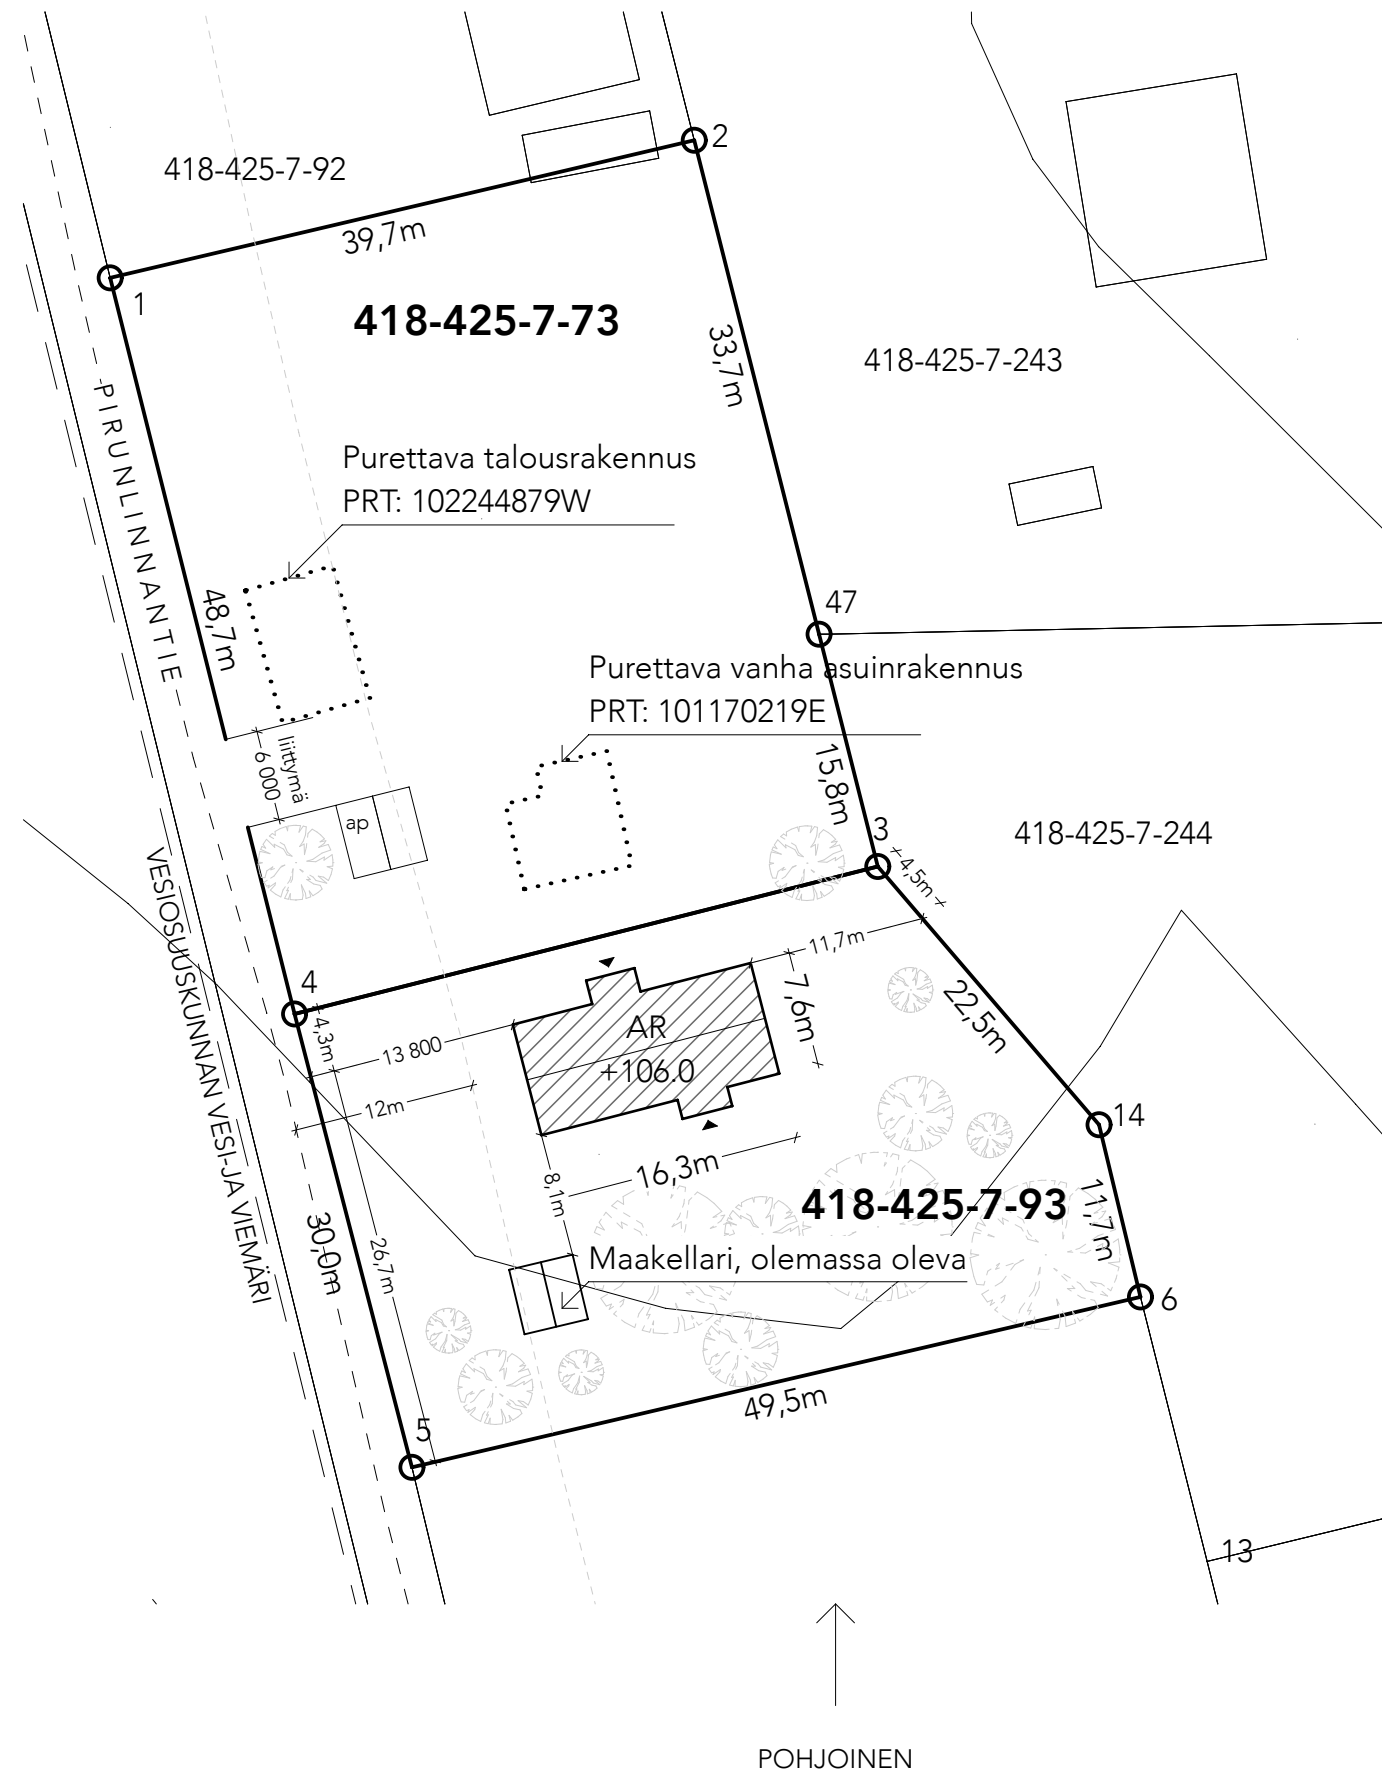 2
418-425-7-92
39,7m
1
418-425-7-73
33,7m
418-425-7-243
PIRUNLINNANTIE
Purettava talousrakennus
PRT: 102244879W
48,7m
47
Purettava vanha asuinrakennus
PRT: 101170219E
liittymä
6 000
15,8m
ap
3
418-425-7-244
4,5m
VESIOSUUSKUNNAN VESI-JA VIEMÄRI
11,7m
4
7,6m
22,5m
4,3m
AR
13 800
+106.0
12m
14
16,3m
8,1m
418-425-7-93
11,7m
30,0m
26,7m
Maakellari, olemassa oleva
6
49,5m
5
13
POHJOINEN